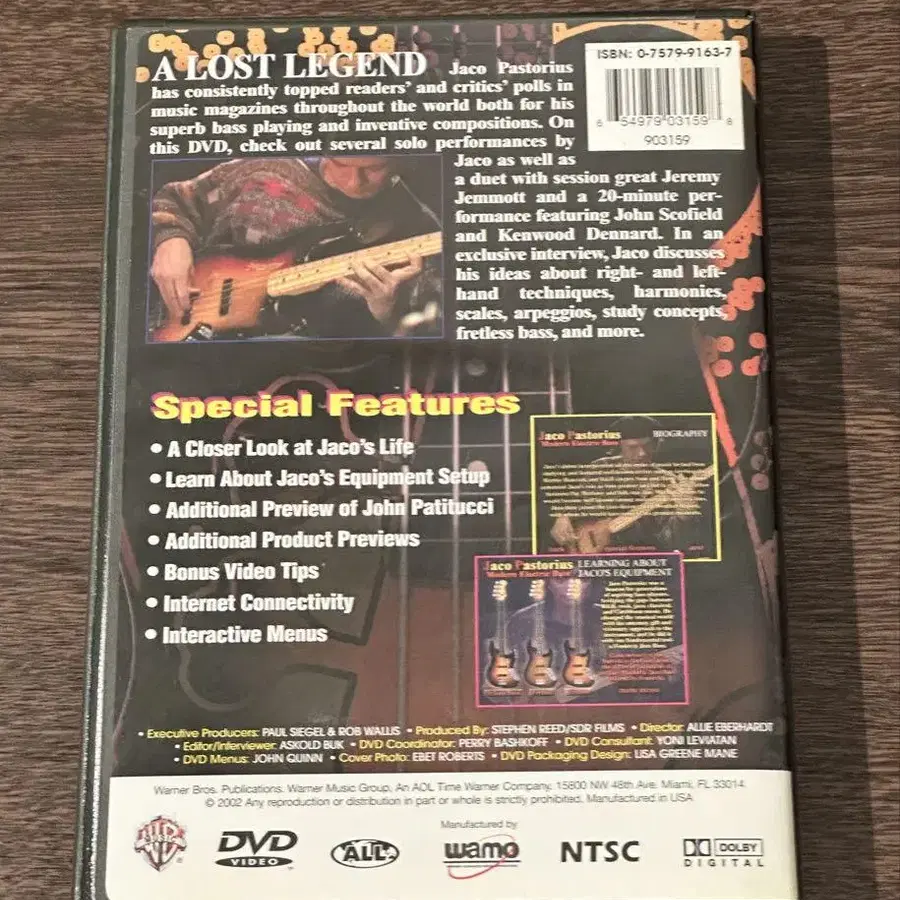 A LOST LEGEND Jaco Pastorius
has consistently topped readers' and critics' polls in
music magazines throughout the world both for his
superb bass playing and inventive compositions. On
this DVD, check out several solo performances by
Jaco as well as
a duet with session great Jeremy
Jemmott and a 20-minute per-
formance featuring John Scofield
and Kenwood Dennard. In an
exclusive interview, Jaco discusses
his ideas about right- and left-
hand techniques, harmonies,
scales, arpeggios, study concepts,
fretless bass, and more.
ISBN: 0-7579-9163-7
6 54979 03159 8
903159
Special Features
• A Closer Look at Jaco's Life
• Learn About Jaco's Equipment Setup
• Additional Preview of John Patitucci
• Additional Product Previews
• Bonus Video Tips
• Internet Connectivity
• Interactive Menus
Jaco Pastorius BIOGRAPHY
Modern Electric Bass
Jaco Pastorius LEARNING ABOUT
Modern Electric Bass JACO'S EQUIPMENT
• Executive Producers: PAUL SIEGEL & ROB WALLIS • Produced By: STEPHEN REED/SDR FILMS • Director: ALLIE EBERHARDT
• Editor/Interviewer: ASKOLD BUK • DVD Coordinator: PERRY BASHKOFF • DVD Consultant: YONI LEVIATAN
• DVD Menus: JOHN QUINN • Cover Photo: EBET ROBERTS • DVD Packaging Design: LISA GREENE MANE
Warner Bros. Publications. Warner Music Group, An AOL Time Warner Company, 15800 NW 48th Ave. Miami, FL 33014
© 2002 Any reproduction or distribution in part or whole is strictly prohibited. Manufactured in USA
Manufactured by
WB MUSIC
DVD
VIDEO
ALL
wamo
NTSC
DOLBY
DIGITAL